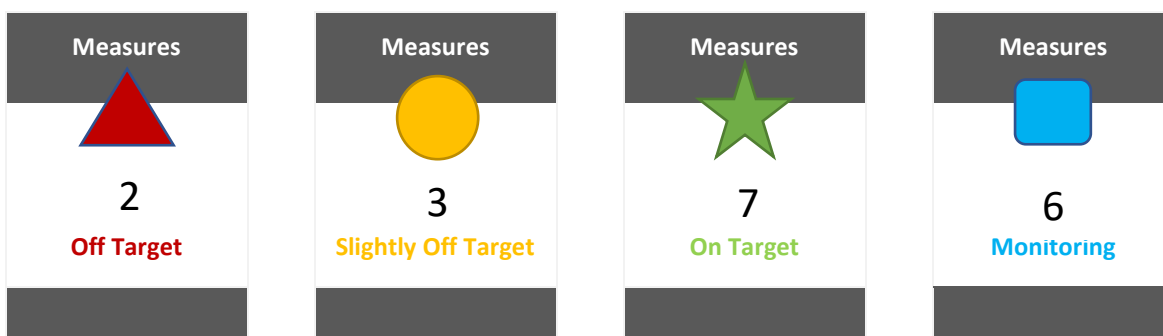 Measures
2
Off Target
Measures
3
Slightly Off Target
Measures
7
On Target
Measures
6
Monitoring